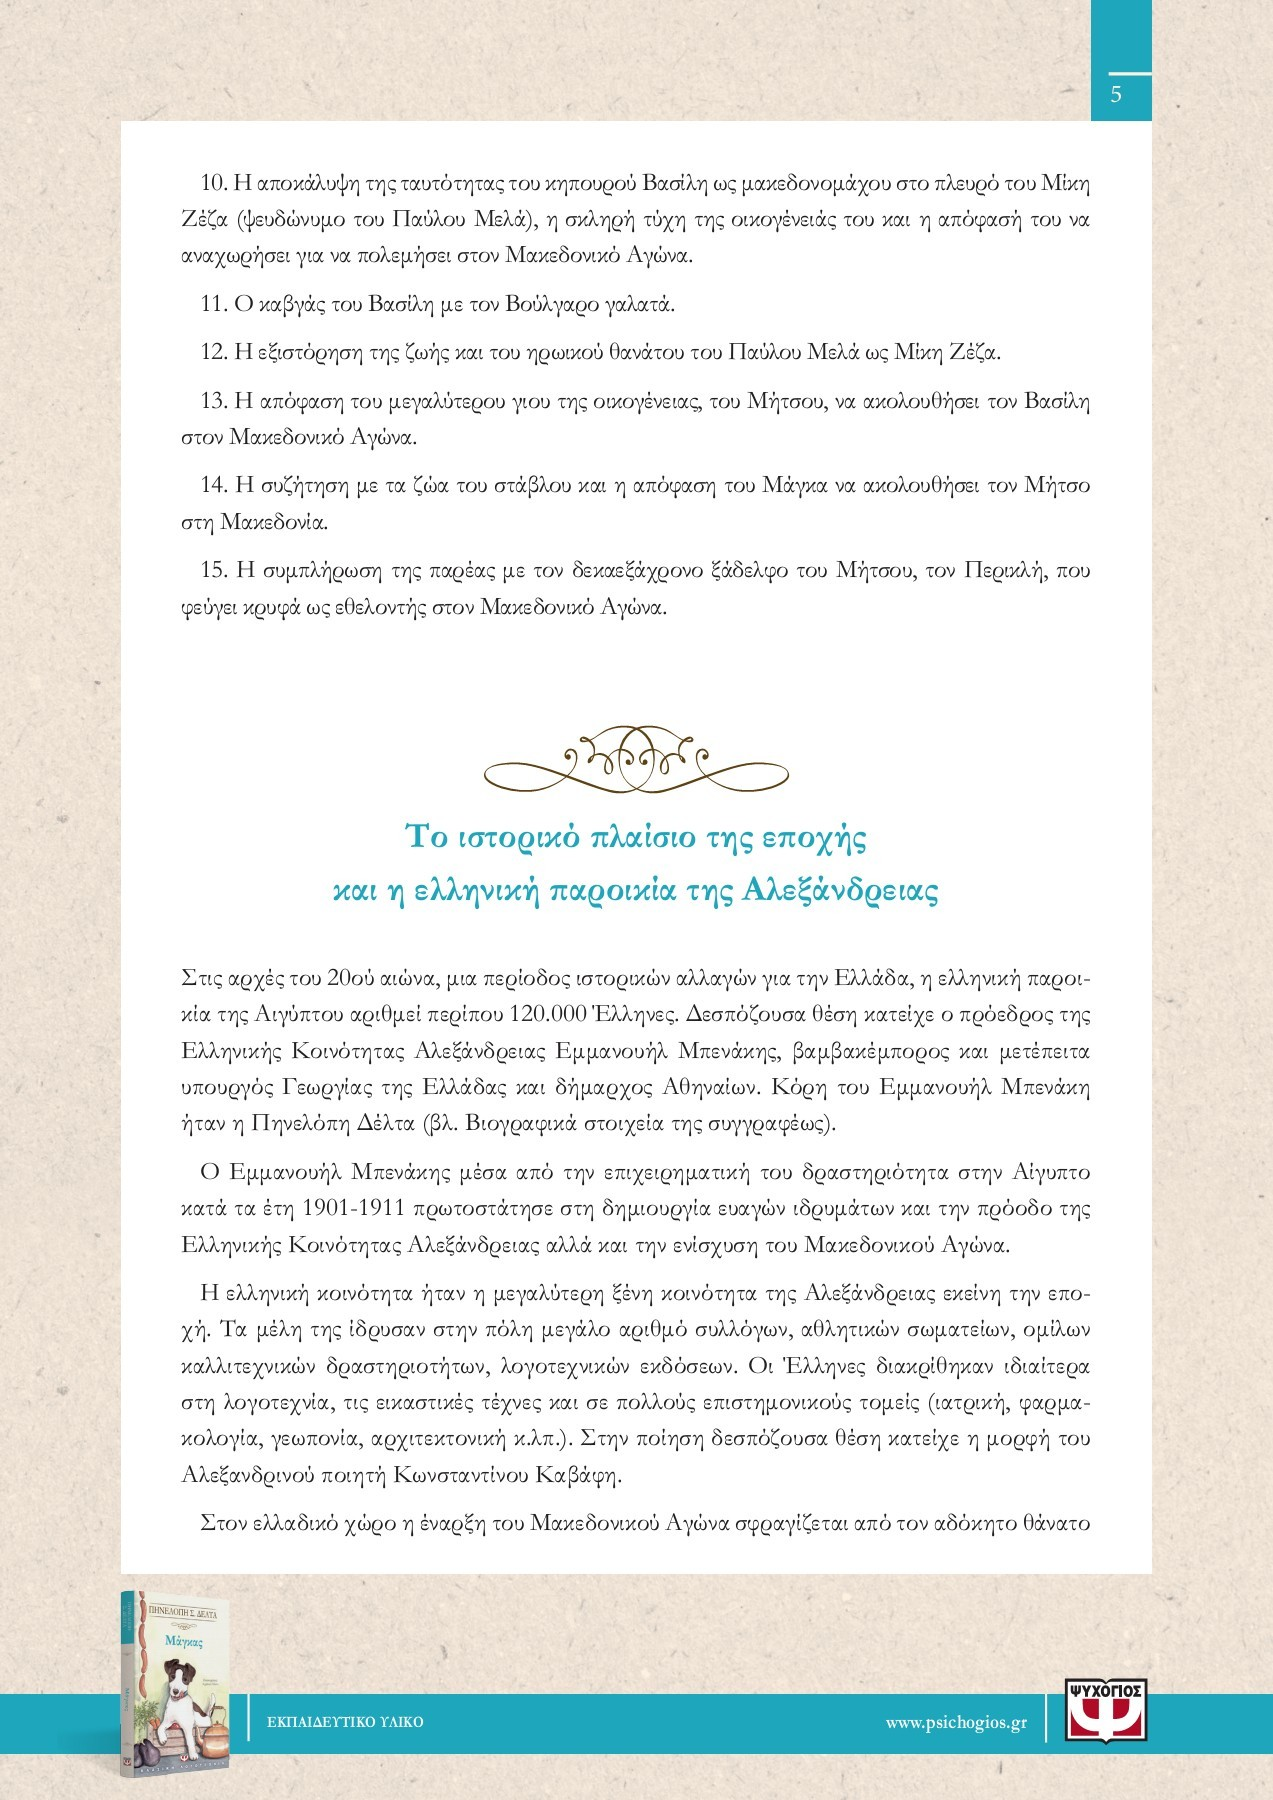 5
10. Η αποκάλυψη της ταυτότητας του κηπουρού Βασίλη ως μακεδονομάχου στο πλευρό του Μίκη
Ζέζα (ψευδώνυμο του Παύλου Μελά), η σκληρή τύχη της οικογένειάς του και η απόφασή του να
αναχωρήσει για να πολεμήσει στον Μακεδονικό Αγώνα.
11. Ο καβγάς του Βασίλη με τον Βούλγαρο γαλατά.
12. Η εξιστόρηση της ζωής και του ηρωικού θανάτου του Παύλου Μελά ως Μίκη Ζέζα.
13. Η απόφαση του μεγαλύτερου γιου της οικογένειας, του Μήτσου, να ακολουθήσει τον Βασίλη
στον Μακεδονικό Αγώνα.
14. Η συζήτηση με τα ζώα του στάβλου και η απόφαση του Μάγκα να ακολουθήσει τον Μήτσο
στη Μακεδονία.
15. Η συμπλήρωση της παρέας με τον δεκαεξάχρονο ξάδελφο του Μήτσου, τον Περικλή, που
φεύγει κρυφά ως εθελοντής στον Μακεδονικό Αγώνα.
Το ιστορικό πλαίσιο της εποχής
και η ελληνική παροικία της Αλεξάνδρειας
Στις αρχές του 20ού αιώνα, μια περίοδος ιστορικών αλλαγών για την Ελλάδα, η ελληνική παροι-
κία της Αιγύπτου αριθμεί περίπου 120.000 Έλληνες. Δεσπόζουσα θέση κατείχε ο πρόεδρος της
Ελληνικής Κοινότητας Αλεξάνδρειας Εμμανουήλ Μπενάκης, βαμβακέμπορος και μετέπειτα
υπουργός Γεωργίας της Ελλάδας και δήμαρχος Αθηναίων. Κόρη του Εμμανουήλ Μπενάκη
ήταν η Πηνελόπη Δέλτα (βλ. Βιογραφικά στοιχεία της συγγραφέως).
Ο Εμμανουήλ Μπενάκης μέσα από την επιχειρηματική του δραστηριότητα στην Αίγυπτο
κατά τα έτη 1901-1911 πρωτοστάτησε στη δημιουργία ευαγών ιδρυμάτων και την πρόοδο της
Ελληνικής Κοινότητας Αλεξάνδρειας αλλά και την ενίσχυση του Μακεδονικού Αγώνα.
Η ελληνική κοινότητα ήταν η μεγαλύτερη ξένη κοινότητα της Αλεξάνδρειας εκείνη την επο-
χή. Τα μέλη της ίδρυσαν στην πόλη μεγάλο αριθμό συλλόγων, αθλητικών σωματείων, ομίλων
καλλιτεχνικών δραστηριοτήτων, λογοτεχνικών εκδόσεων. Οι Έλληνες διακρίθηκαν ιδιαίτερα
στη λογοτεχνία, τις εικαστικές τέχνες και σε πολλούς επιστημονικούς τομείς (ιατρική, φαρμα-
κολογία, γεωπονία, αρχιτεκτονική κ.λπ.). Στην ποίηση δεσπόζουσα θέση κατείχε η μορφή του
Αλεξανδρινού ποιητή Κωνσταντίνου Καβάφη.
Στον ελλαδικό χώρο η έναρξη του Μακεδονικού Αγώνα σφραγίζεται από τον αδόκητο θάνατο
ΠΗΝΕΛΟΠΗ Σ. ΔΕΛΤΑ
Μάγκας
ΕΚΠΑΙΔΕΥΤΙΚΟ ΥΛΙΚΟ
www.psichogios.gr
ΨΥΧΟΓΙΟΣ